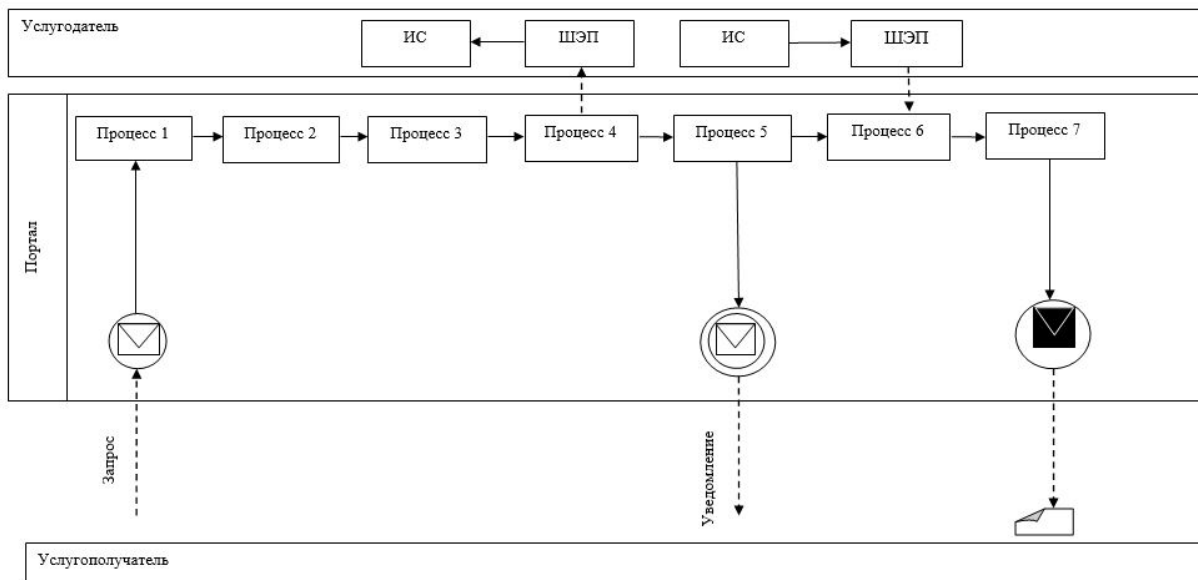 Услугодатель
ИС
ШЭП
ИС
ШЭП
Портал
Процесс 1
Процесс 2
Процесс 3
Процесс 4
Процесс 5
Процесс 6
Процесс 7
Запрос
Уведомление
Услугополучатель